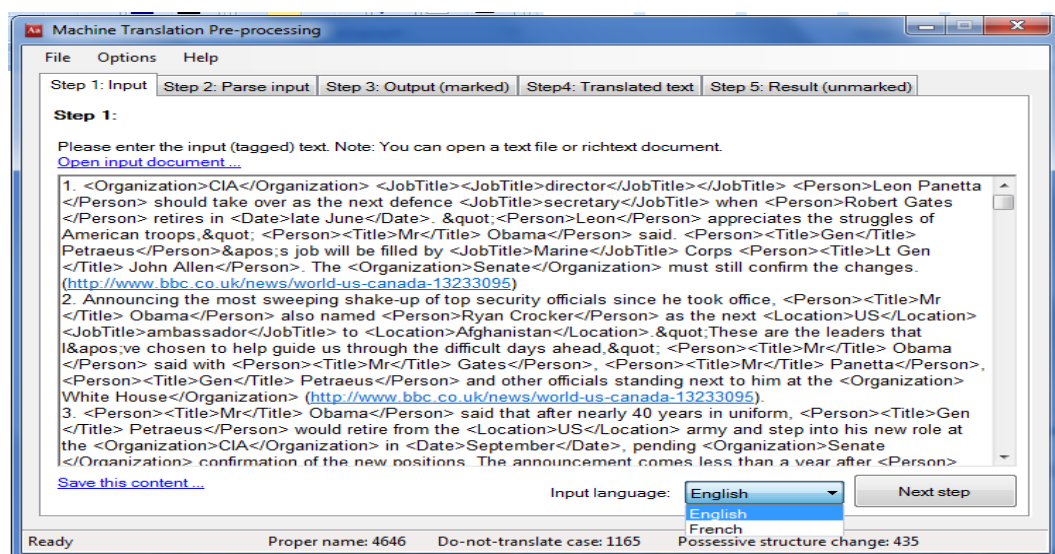 Machine Translation Pre-processing
File Options Help
Step 1: Input Step 2: Parse input Step 3: Output (marked) Step4: Translated text Step 5: Result (unmarked)
Step 1:
Please enter the input (tagged) text. Note: You can open a text file or richtext document.
Open input document ...
1. <Organization>CIA</Organization> <JobTitle><JobTitle>director</JobTitle></JobTitle> <Person>Leon Panetta
</Person> should take over as the next defence <JobTitle>secretary</JobTitle> when <Person>Robert Gates
</Person> retires in <Date>late June</Date>. &quot;<Person>Leon</Person> appreciates the struggles of
American troops,&quot; <Person><Title>Mr</Title> Obama</Person> said. <Person><Title>Gen</Title>
Petraeus</Person>&apos;s job will be filled by <JobTitle>Marine</JobTitle> Corps <Person><Title>Lt Gen
</Title> John Allen</Person>. The <Organization>Senate</Organization> must still confirm the changes.
(http://www.bbc.co.uk/news/world-us-canada-13233095)
2. Announcing the most sweeping shake-up of top security officials since he took office, <Person><Title>Mr
</Title> Obama</Person> also named <Person>Ryan Crocker</Person> as the next <Location>US</Location>
<JobTitle>ambassador</JobTitle> to <Location>Afghanistan</Location>.&quot;These are the leaders that
I&apos;ve chosen to help guide us through the difficult days ahead,&quot; <Person><Title>Mr</Title> Obama
</Person> said with <Person><Title>Mr</Title> Gates</Person>, <Person><Title>Mr</Title> Panetta</Person>,
<Person><Title>Gen</Title> Petraeus</Person> and other officials standing next to him at the <Organization>
White House</Organization> (http://www.bbc.co.uk/news/world-us-canada-13233095).
3. <Person><Title>Mr</Title> Obama</Person> said that after nearly 40 years in uniform, <Person><Title>Gen
</Title> Petraeus</Person> would retire from the <Location>US</Location> army and step into his new role at
the <Organization>CIA</Organization> in <Date>September</Date>, pending <Organization>Senate
</Organization> confirmation of the new positions. The announcement comes less than a year after <Person>
Save this content ...
Input language: English Next step
English
French
Ready Proper name: 4646 Do-not-translate case: 1165 Possessive structure change: 435